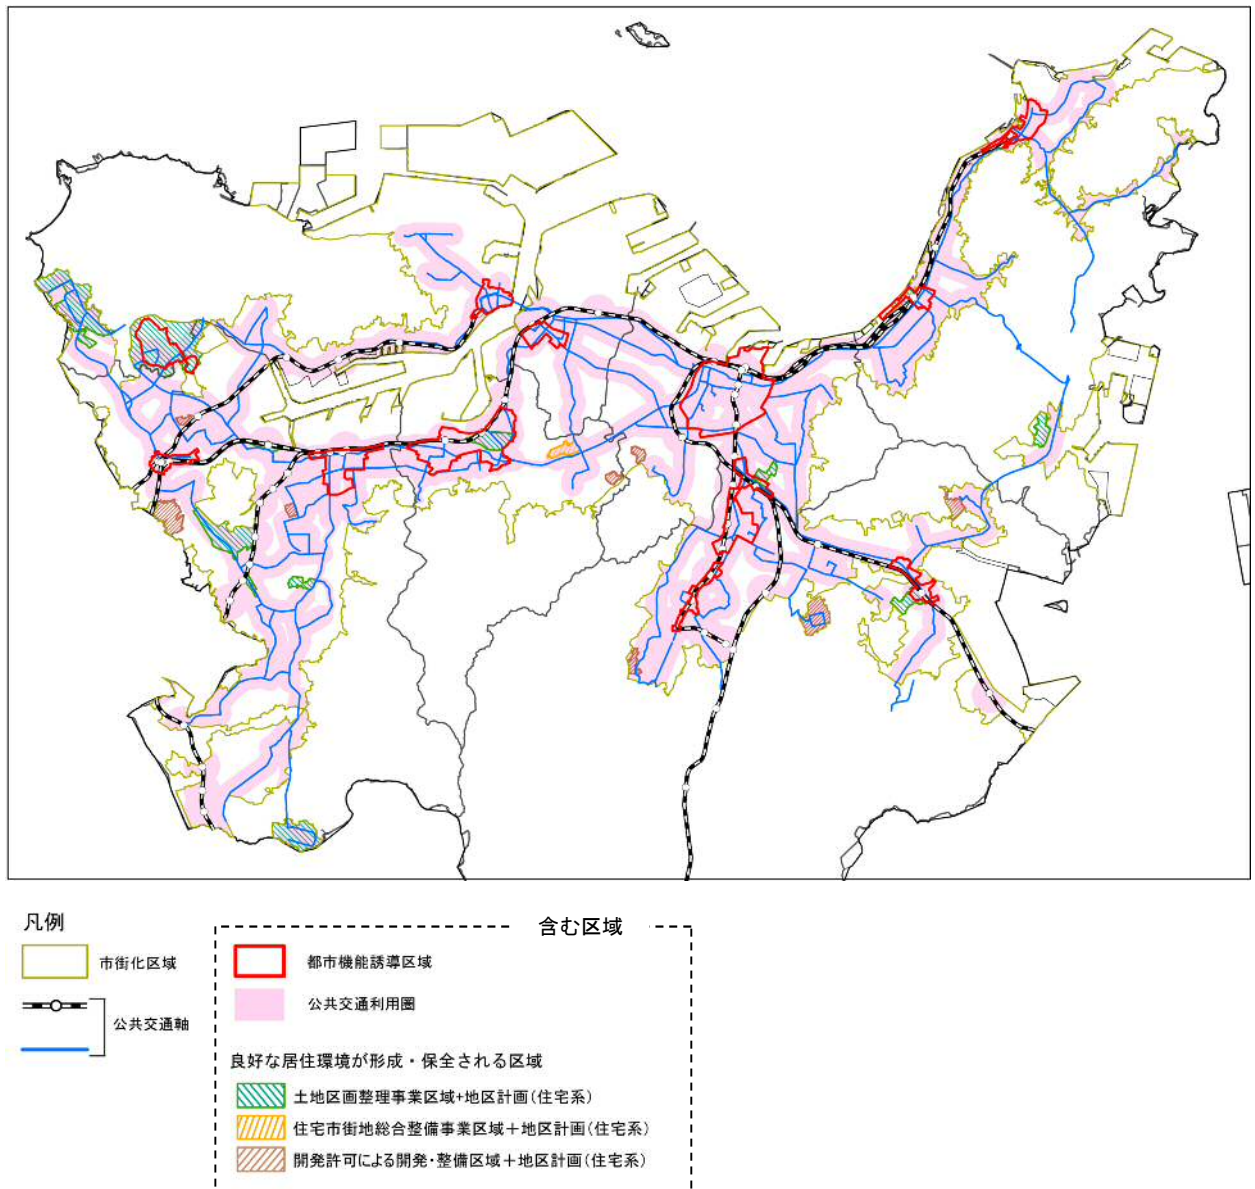 凡例
含む区域
市街化区域
都市機能誘導区域
公共交通利用圏
公共交通軸
良好な居住環境が形成・保全される区域
土地区画整理事業区域+地区計画(住宅系)
住宅市街地総合整備事業区域＋地区計画(住宅系)
開発許可による開発・整備区域＋地区計画(住宅系)